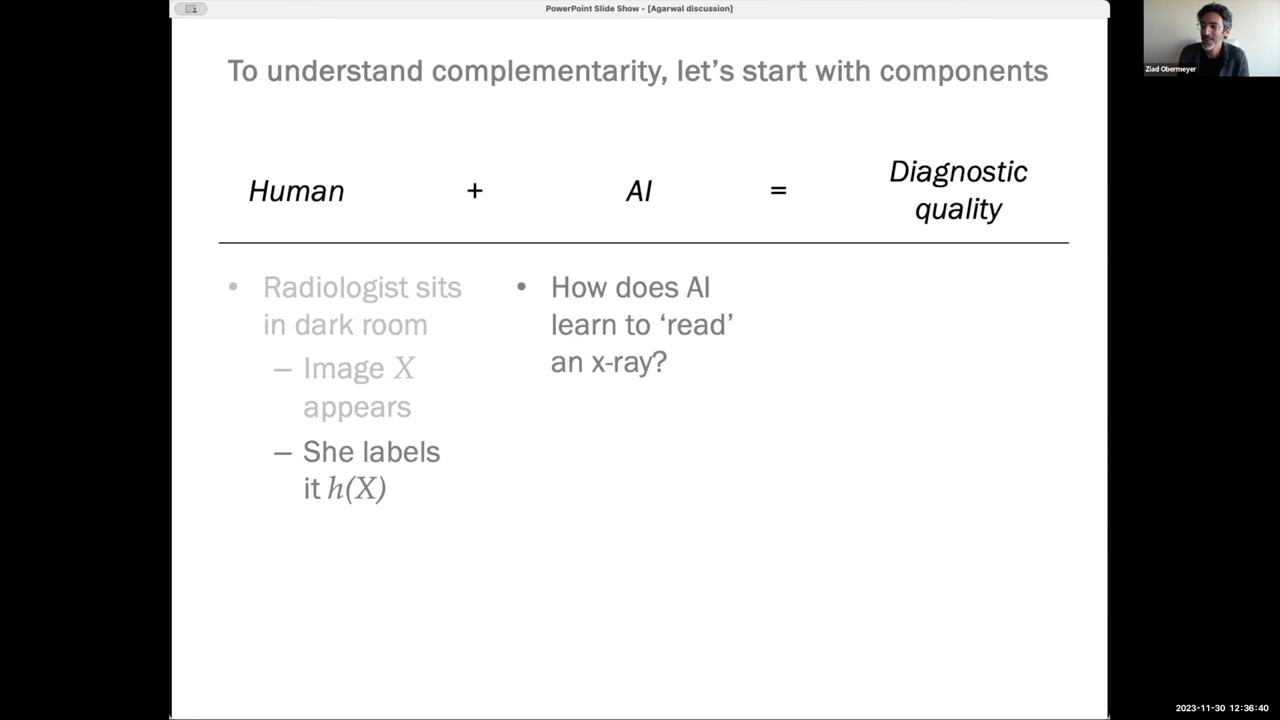 PowerPoint Slide Show - [Agarwal discussion]
Ziad Obermeyer
To understand complementarity, let's start with components
Human + AI = Diagnostic quality
• Radiologist sits
in dark room
– Image X
appears
– She labels
it h(X)
• How does AI
learn to ‘read’
an x-ray?
2023-11-30 12:36:40